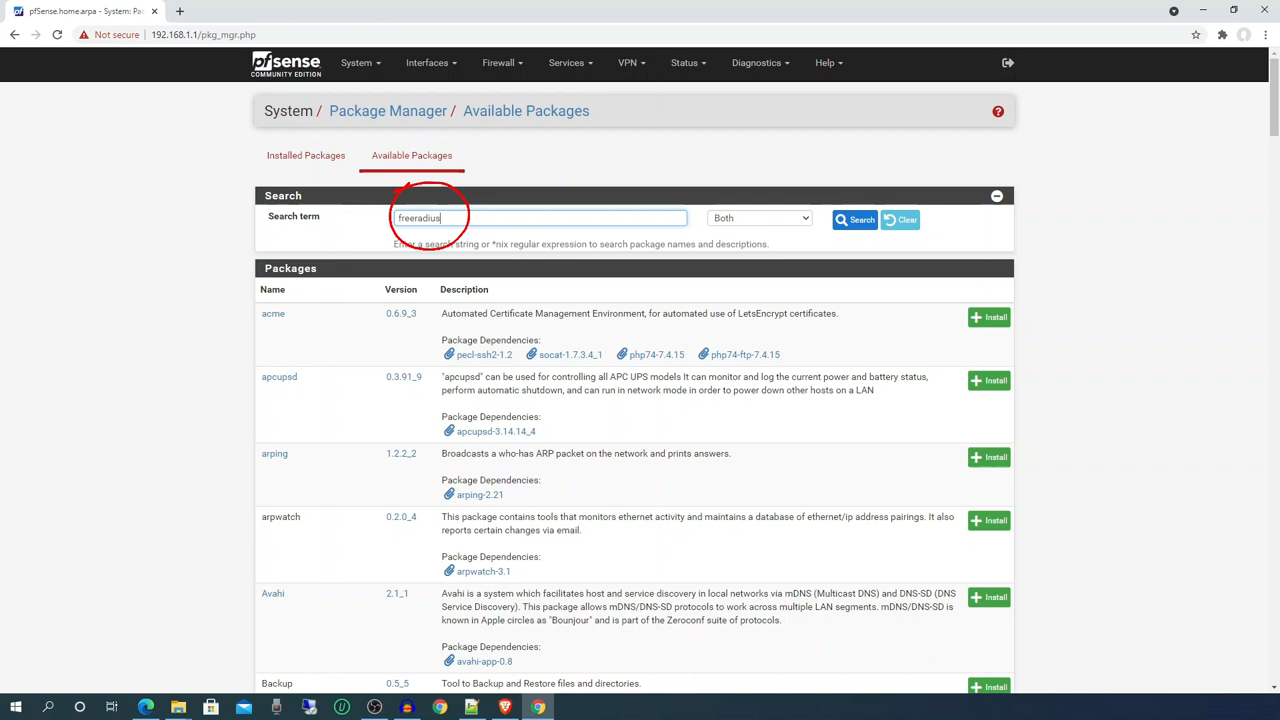 pfSense.home.arpa - System: Pac
Not secure
192.168.1.1/pkg_mgr.php
pfsense
COMMUNITY EDITION
System
Interfaces
Firewall
Services
VPN
Status
Diagnostics
Help
System / Package Manager / Available Packages
Installed Packages
Available Packages
Search
Search term
freeradius
Both
Search
Clear
Enter a search string or *nix regular expression to search package names and descriptions.
Packages
Name Version Description
acme 0.6.9_3 Automated Certificate Management Environment, for automated use of LetsEncrypt certificates. Install
Package Dependencies:
pecl-ssh2-1.2 socat-1.7.3.4_1 php74-7.4.15 php74-ftp-7.4.15
apcupsd 0.3.91_9 "apcupsd" can be used for controlling all APC UPS models It can monitor and log the current power and battery status, Install
perform automatic shutdown, and can run in network mode in order to power down other hosts on a LAN
Package Dependencies:
apcupsd-3.14.14_4
arping 1.2.2_2 Broadcasts a who-has ARP packet on the network and prints answers. Install
Package Dependencies:
arping-2.21
arpwatch 0.2.0_4 This package contains tools that monitors ethernet activity and maintains a database of ethernet/ip address pairings. It also Install
reports certain changes via email.
Package Dependencies:
arpwatch-3.1
Avahi 2.1_1 Avahi is a system which facilitates host and service discovery in local networks via mDNS (Multicast DNS) and DNS-SD (DNS Install
Service Discovery). This package allows mDNS/DNS-SD protocols to work across multiple LAN segments. mDNS/DNS-SD is
known in Apple circles as "Bounjour" and is part of the Zeroconf suite of protocols.
Package Dependencies:
avahi-app-0.8
Backup 0.5_5 Tool to Backup and Restore files and directories. Install